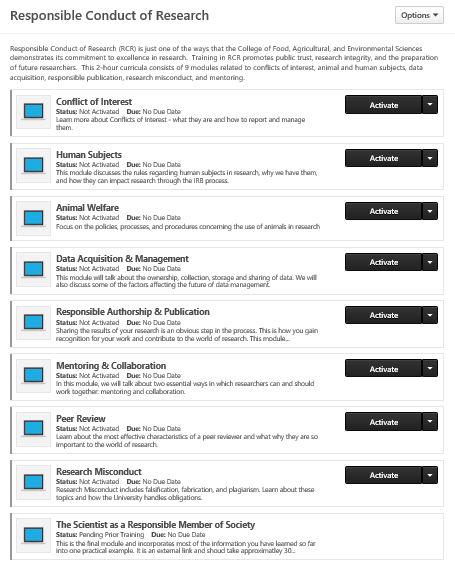 Responsible Conduct of Research
Options
Responsible Conduct of Research (RCR) is just one of the ways that the College of Food, Agricultural, and Environmental Sciences
demonstrates its commitment to excellence in research. Training in RCR promotes public trust, research integrity, and the preparation
of future researchers. This 2-hour curricula consists of 9 modules related to conflicts of interest, animal and human subjects, data
acquisition, responsible publication, research misconduct, and mentoring.
Conflict of Interest
Activate
Status: Not Activated Due: No Due Date
Learn more about Conflicts of Interest - what they are and how to report and manage
them.
Human Subjects
Activate
Status: Not Activated Due: No Due Date
This module discusses the rules regarding human subjects in research, why we have them,
and how they can impact research through the IRB process.
Animal Welfare
Activate
Status: Not Activated Due: No Due Date
Focus on the policies, processes, and procedures concerning the use of animals in research
Data Acquisition & Management
Activate
Status: Not Activated Due: No Due Date
This module will talk about the ownership, collection, storage and sharing of data. We will
also discuss some of the factors affecting the future of data management.
Responsible Authorship & Publication
Activate
Status: Not Activated Due: No Due Date
Sharing the results of your research is an obvious step in the process. This is how you gain
recognition for your work and contribute to the world of research. This module...
Mentoring & Collaboration
Activate
Status: Not Activated Due: No Due Date
In this module, we will talk about two essential ways in which researchers can and should
work together: mentoring and collaboration.
Peer Review
Activate
Status: Not Activated Due: No Due Date
Learn about the most effective characteristics of a peer reviewer and what why they are so
important to the world of research.
Research Misconduct
Activate
Status: Not Activated Due: No Due Date
Research Misconduct includes falsification, fabrication, and plagiarism. Learn about these
topics and how the University handles obligations.
The Scientist as a Responsible Member of Society
Status: Pending Prior Training Due: No Due Date
This is the final module and incorporates most of the information you have learned so far
into one practical example. It is an external link and shoud take approximatley 30...